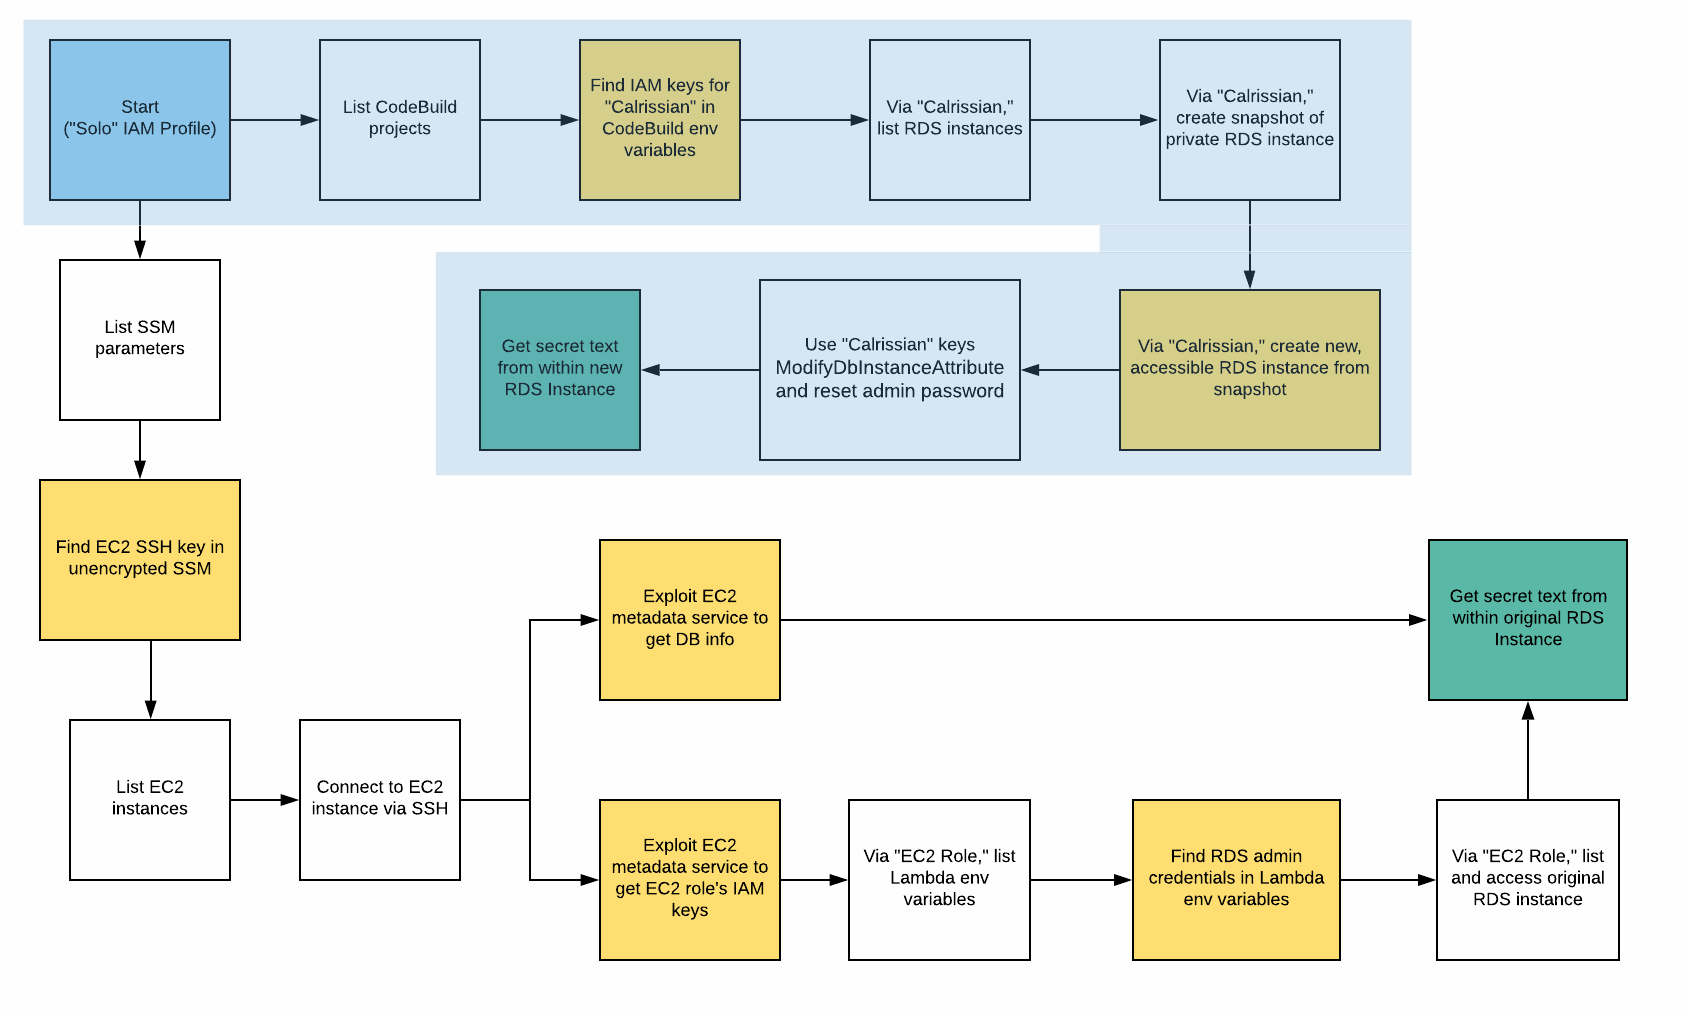 Start
("Solo" IAM Profile)
List CodeBuild
projects
Find IAM keys for
"Calrissian" in
CodeBuild env
variables
Via "Calrissian,"
list RDS instances
Via "Calrissian,"
create snapshot of
private RDS instance
List SSM
parameters
Get secret text
from within new
RDS Instance
Use "Calrissian" keys
ModifyDbInstanceAttribute
and reset admin password
Via "Calrissian," create new,
accessible RDS instance from
snapshot
Find EC2 SSH key in
unencrypted SSM
Exploit EC2
metadata service to
get DB info
Get secret text from
within original RDS
Instance
List EC2
instances
Connect to EC2
instance via SSH
Exploit EC2
metadata service to
get EC2 role's IAM
keys
Via "EC2 Role," list
Lambda env
variables
Find RDS admin
credentials in Lambda
env variables
Via "EC2 Role," list
and access original
RDS instance